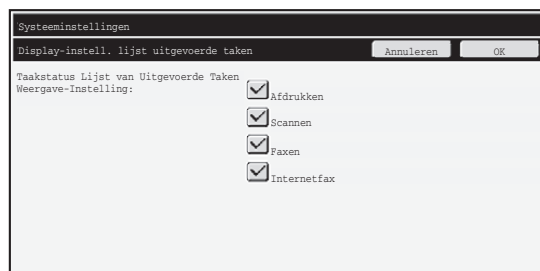 Systeeminstellingen
Display-instell. lijst uitgevoerde taken Annuleren OK
Taakstatus Lijst van Uitgevoerde Taken
Weergave-Instelling:
Afdrukken
Scannen
Faxen
Internetfax